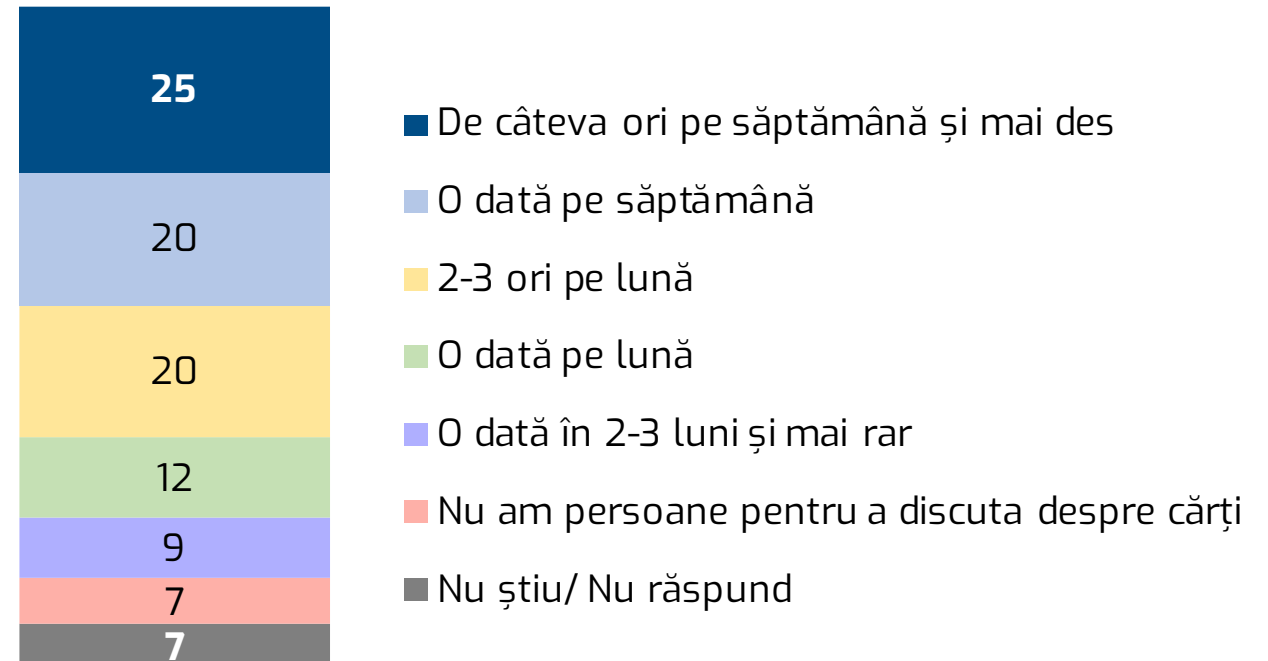 25
20
20
12
9
7
7
De câteva ori pe săptămână și mai des
O dată pe săptămână
2-3 ori pe lună
O dată pe lună
O dată în 2-3 luni și mai rar
Nu am persoane pentru a discuta despre cărți
Nu știu/ Nu răspund